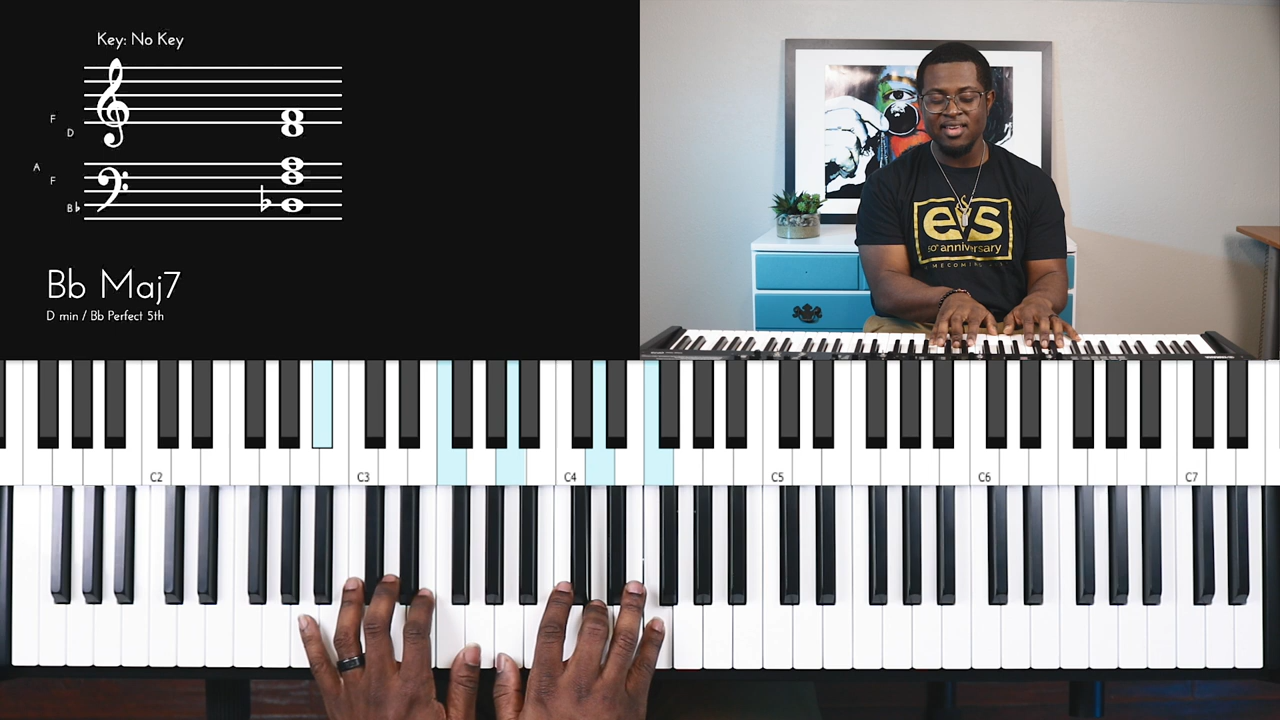 Key: No Key
F
D
A
F
Bb
Bb Maj7
D min / Bb Perfect 5th
evs
50th anniversary
C2
C3
C4
C5
C6
C7